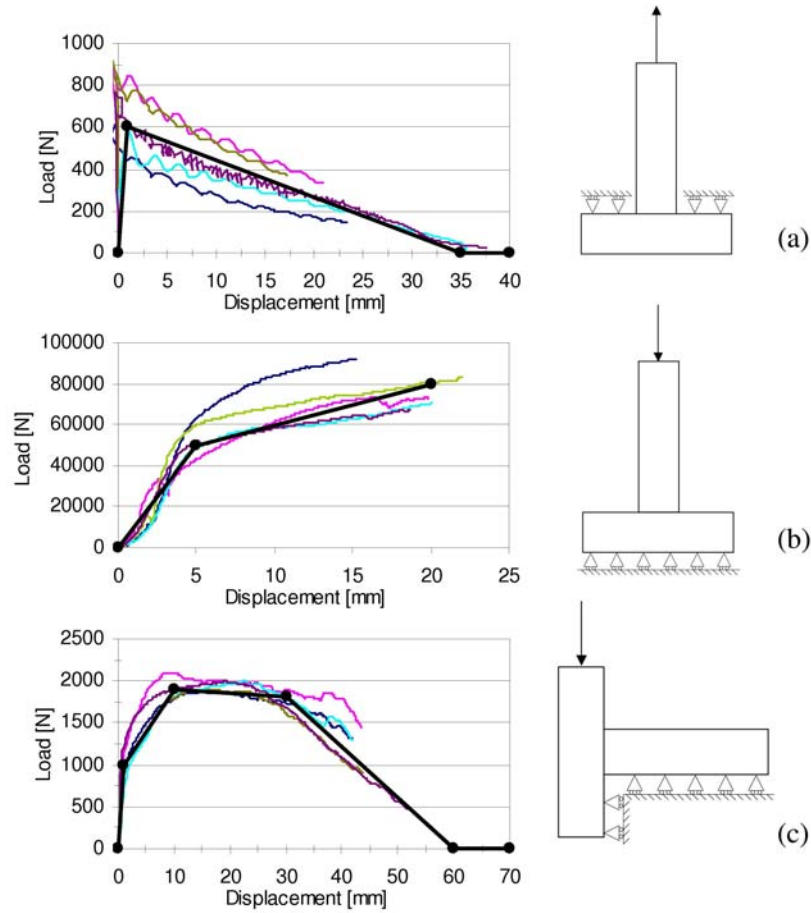 1000
800
600
400
200
0
Load [N]
0 5 10 15 20 25 30 35 40
Displacement [mm]
(a)
100000
80000
60000
40000
20000
0
Load [N]
0 5 10 15 20 25
Displacement [mm]
(b)
2500
2000
1500
1000
500
0
Load [N]
0 10 20 30 40 50 60 70
Displacement [mm]
(c)